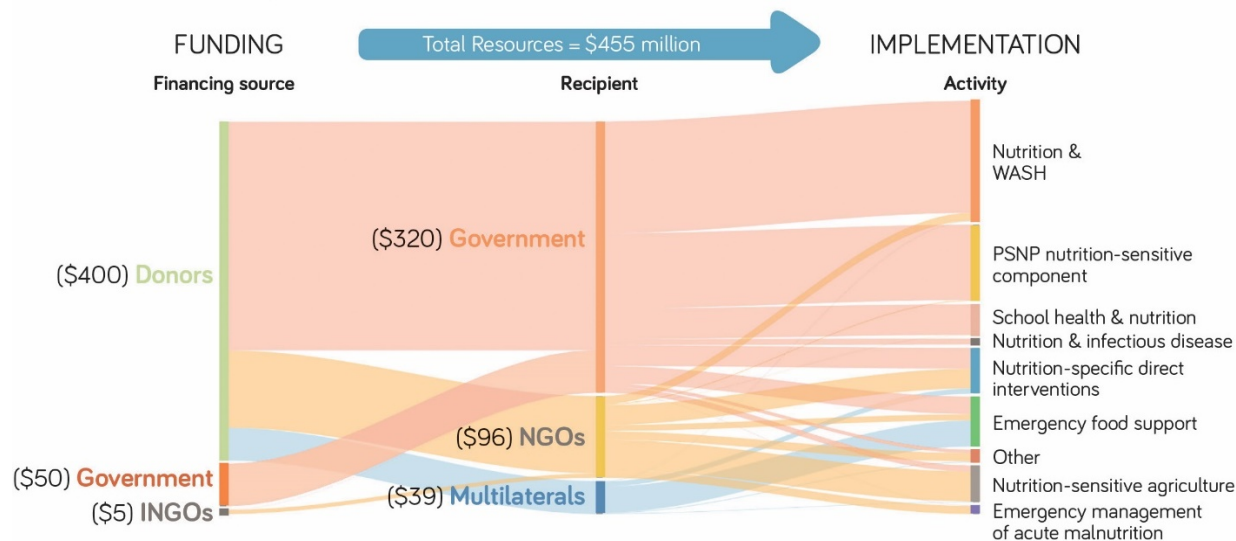 FUNDING
Total Resources = $455 million
IMPLEMENTATION
Financing source
Recipient
Activity
Nutrition &
WASH
($320) Government
($400) Donors
PSNP nutrition-sensitive
component
School health & nutrition
Nutrition & infectious disease
Nutrition-specific direct
interventions
Emergency food support
($96) NGOs
Other
($50) Government
Nutrition-sensitive agriculture
($39) Multilaterals
($5) INGOs
Emergency management
of acute malnutrition